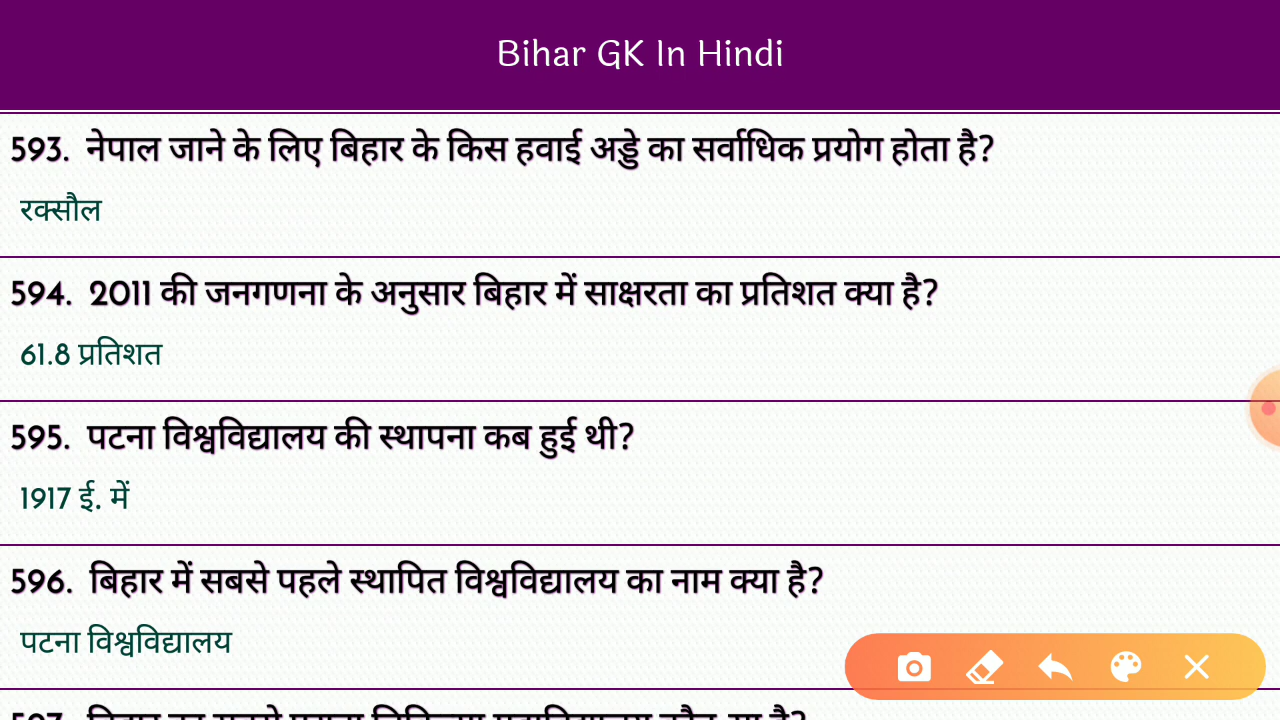 Bihar GK In Hindi
593. नेपाल जाने के लिए बिहार के किस हवाई अड्डे का सर्वाधिक प्रयोग होता है?
रक्सौल
594. 2011 की जनगणना के अनुसार बिहार में साक्षरता का प्रतिशत क्या है?
61.8 प्रतिशत
595. पटना विश्वविद्यालय की स्थापना कब हुई थी?
1917 ई. में
596. बिहार में सबसे पहले स्थापित विश्वविद्यालय का नाम क्या है?
पटना विश्वविद्यालय